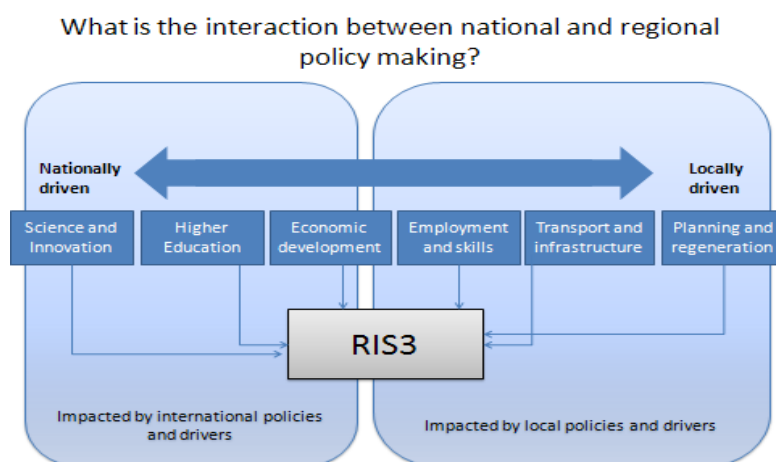 What is the interaction between national and regional
policy making?
Nationally
driven
Locally
driven
Science and
Innovation
Higher
Education
Economic
development
Employment
and skills
Transport and
infrastructure
Planning and
regeneration
RIS3
Impacted by international policies
and drivers
Impacted by local policies and drivers